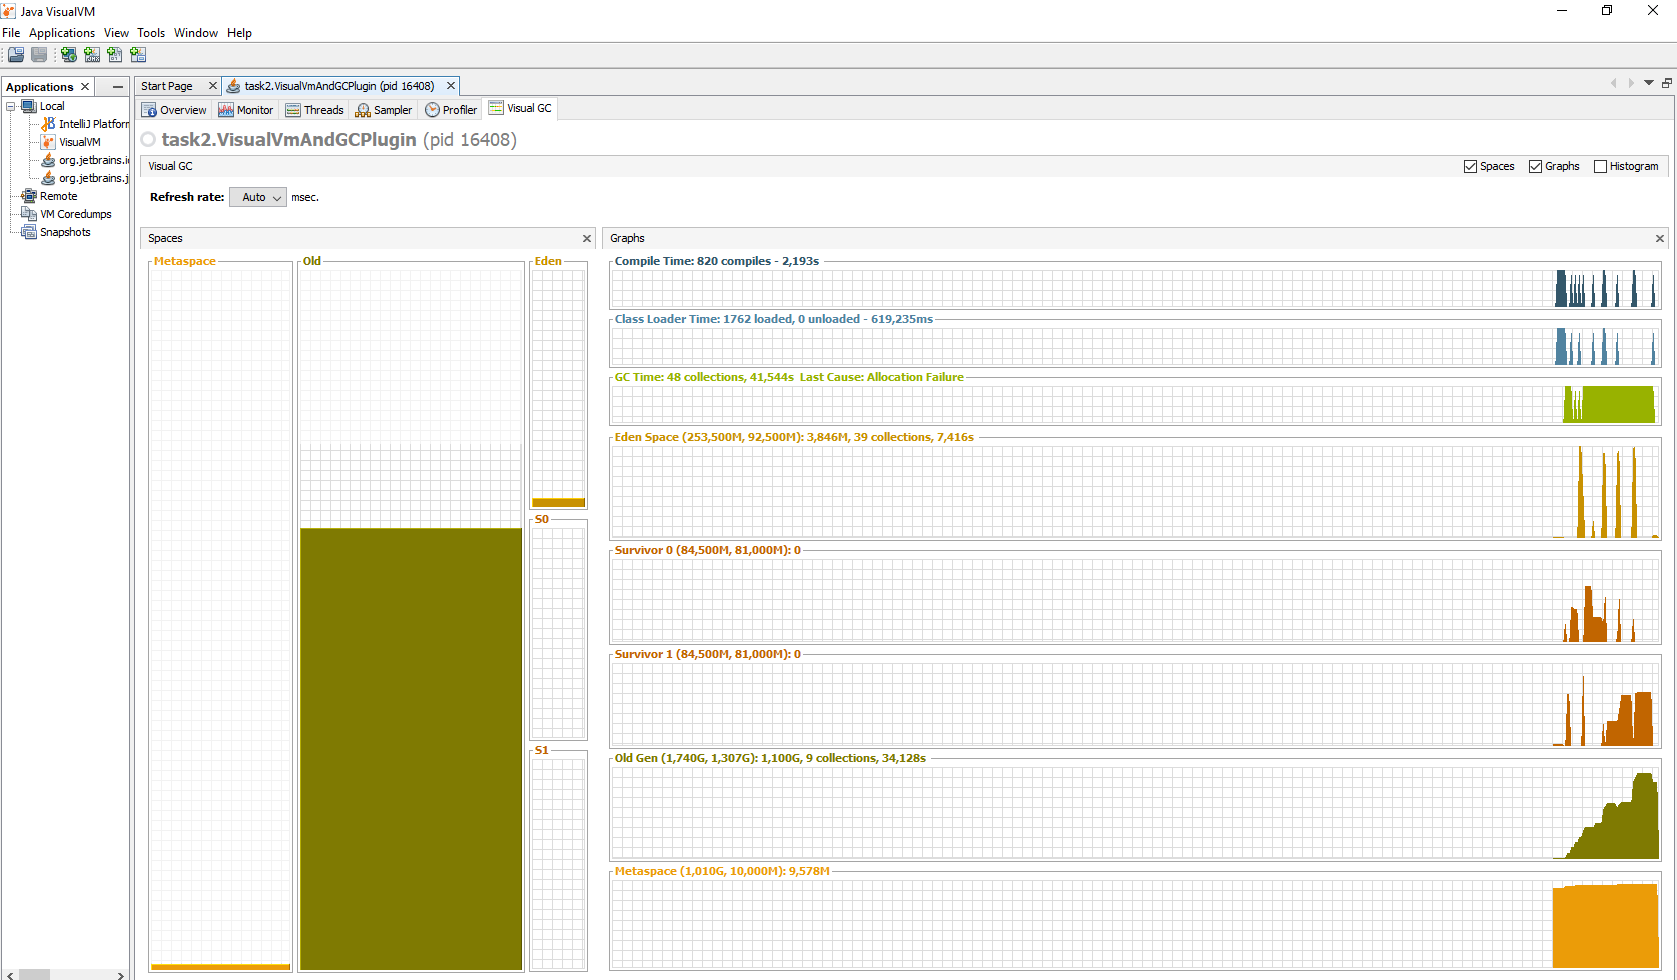 Java VisualVM
File Applications View Tools Window Help
Applications
Local
IntelliJ Platform
VisualVM
org.jetbrains.i
org.jetbrains.j
Remote
VM Coredumps
Snapshots
Start Page task2.VisualVmAndGCPlugin (pid 16408)
Overview Monitor Threads Sampler Profiler Visual GC
task2.VisualVmAndGCPlugin (pid 16408)
Visual GC Spaces Graphs Histogram
Refresh rate: Auto msec.
Spaces
Metaspace Old Eden
S0
S1
Graphs
Compile Time: 820 compiles - 2,193s
Class Loader Time: 1762 loaded, 0 unloaded - 619,235ms
GC Time: 48 collections, 41,544s Last Cause: Allocation Failure
Eden Space (253,500M, 92,500M): 3,846M, 39 collections, 7,416s
Survivor 0 (84,500M, 81,000M): 0
Survivor 1 (84,500M, 81,000M): 0
Old Gen (1,740G, 1,307G): 1,100G, 9 collections, 34,128s
Metaspace (1,010G, 10,000M): 9,578M